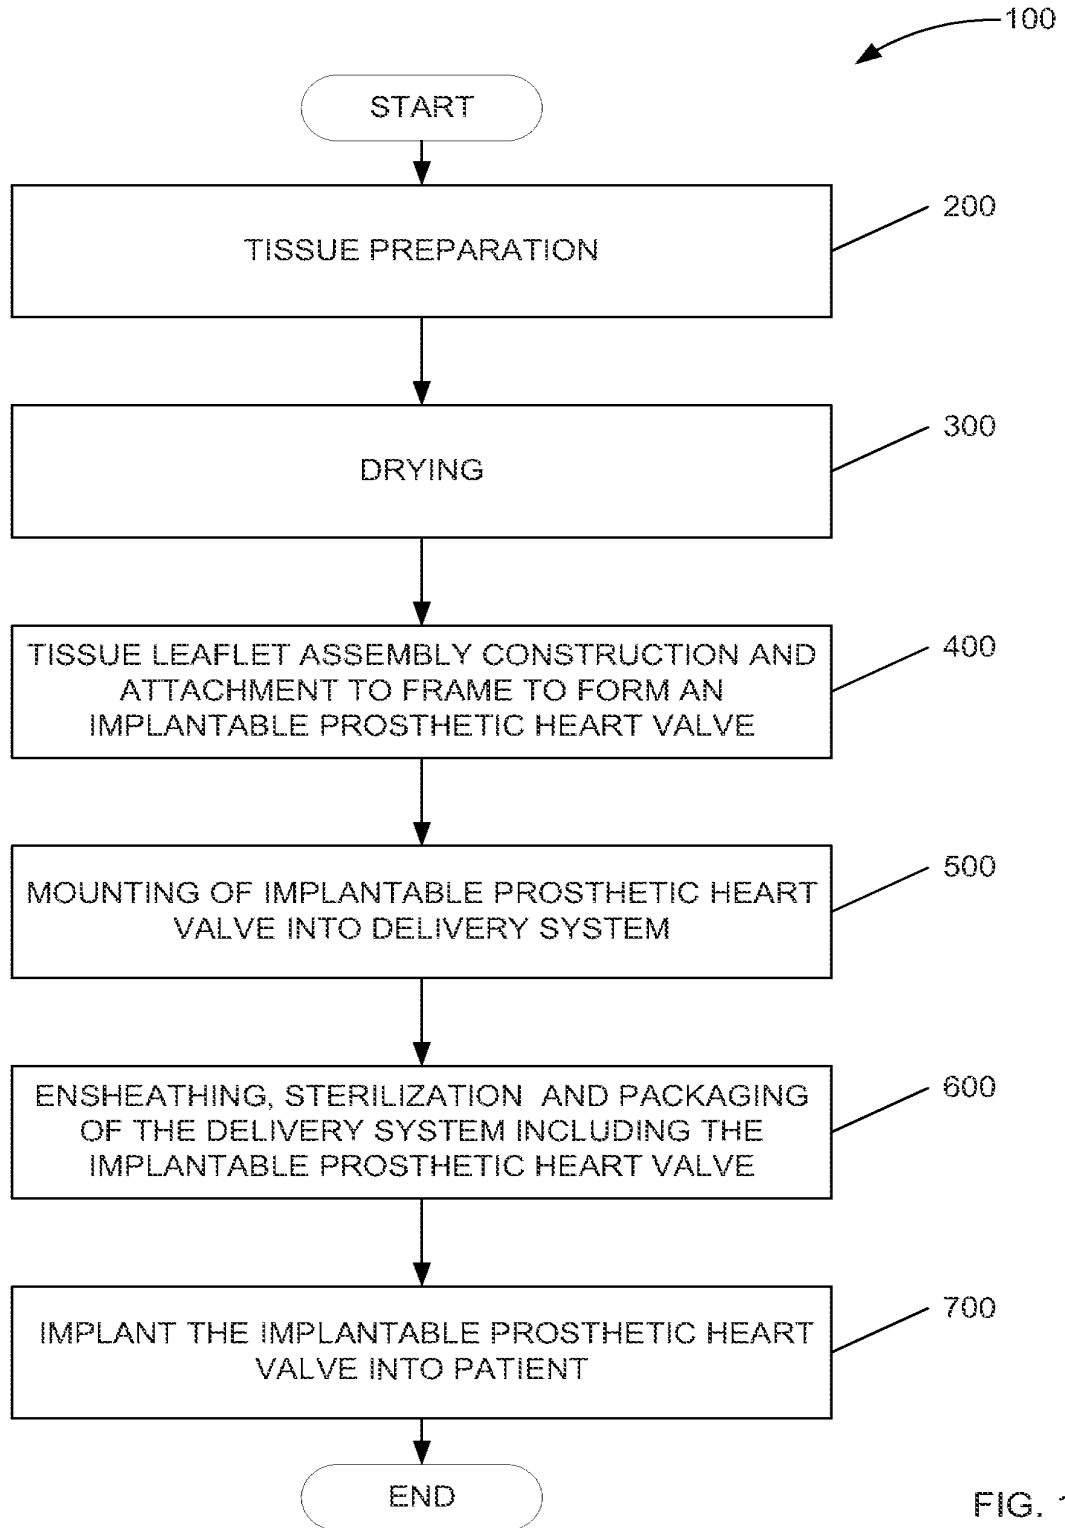 100
START
200
TISSUE PREPARATION
300
DRYING
400
TISSUE LEAFLET ASSEMBLY CONSTRUCTION AND
ATTACHMENT TO FRAME TO FORM AN
IMPLANTABLE PROSTHETIC HEART VALVE
500
MOUNTING OF IMPLANTABLE PROSTHETIC HEART
VALVE INTO DELIVERY SYSTEM
600
ENSHEATHING, STERILIZATION AND PACKAGING
OF THE DELIVERY SYSTEM INCLUDING THE
IMPLANTABLE PROSTHETIC HEART VALVE
700
IMPLANT THE IMPLANTABLE PROSTHETIC HEART
VALVE INTO PATIENT
END
FIG.